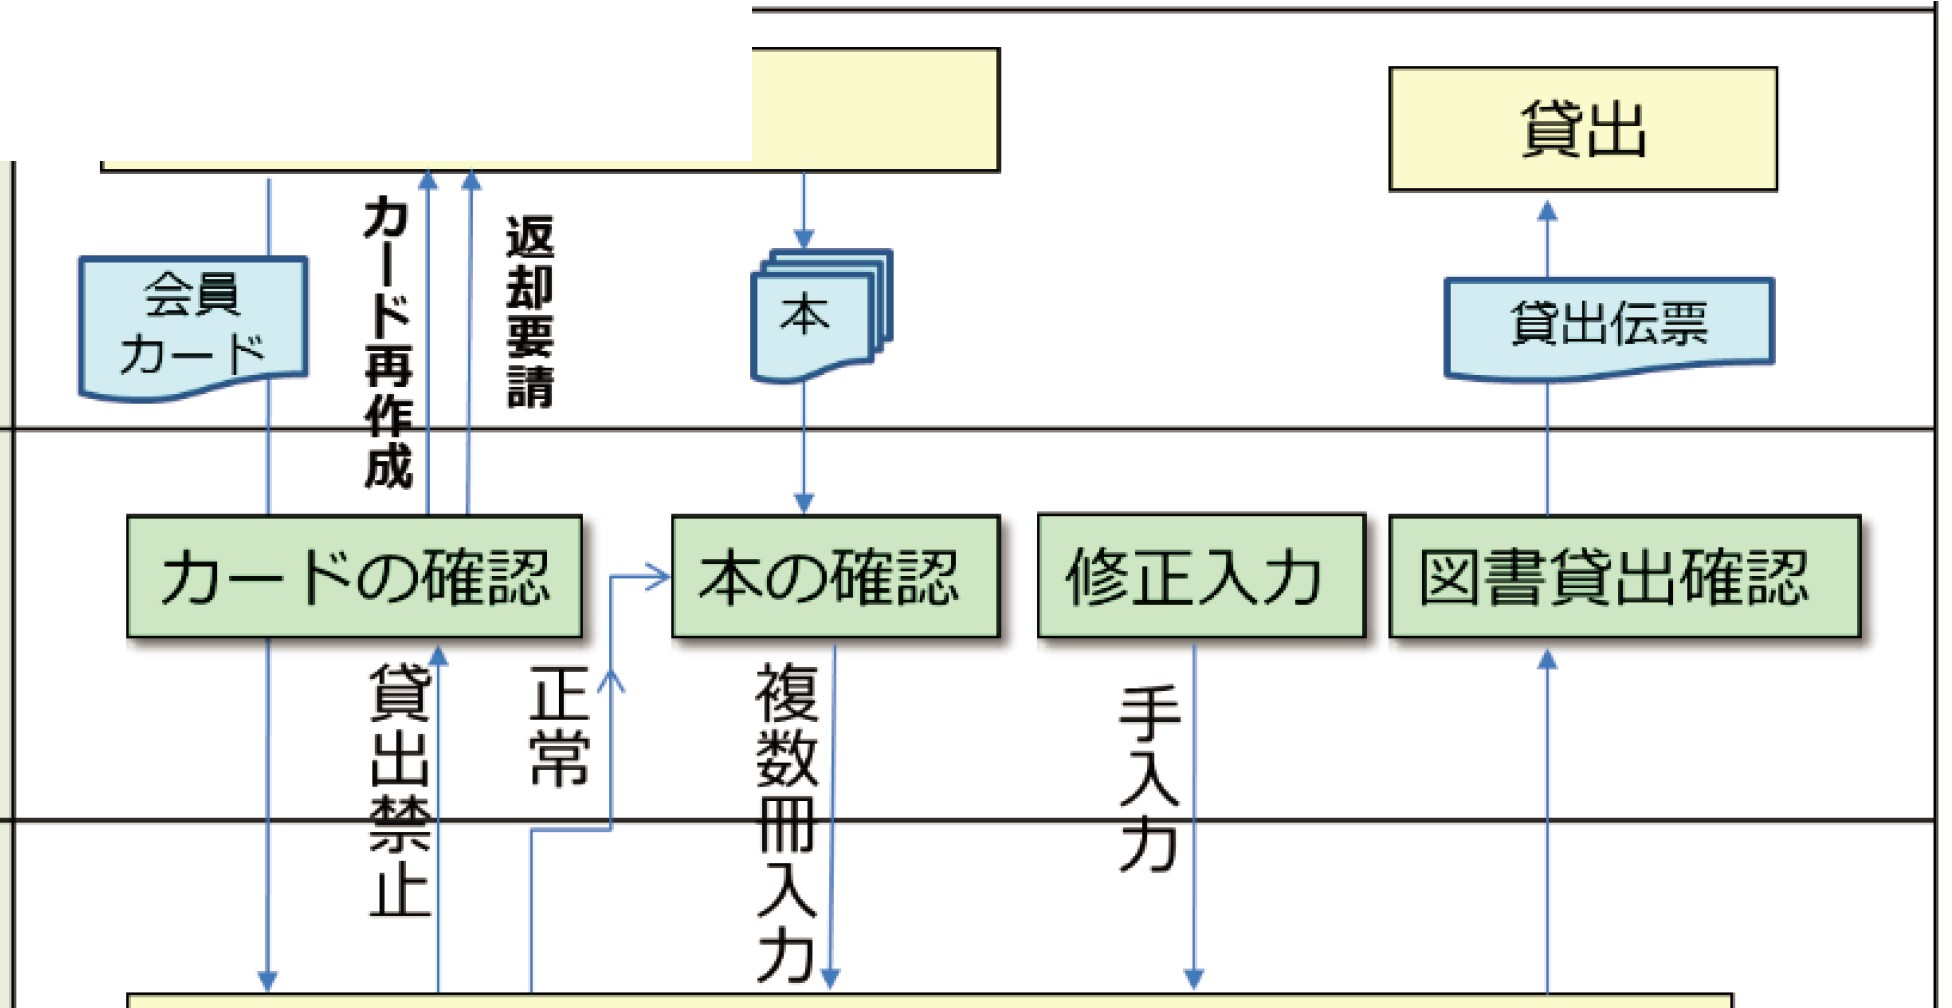 貸出
会員
カード
カード再作成
返却要請
本
貸出伝票
カードの確認
本の確認
修正入力
図書貸出確認
貸出禁止
正常
複数冊入力
手入力